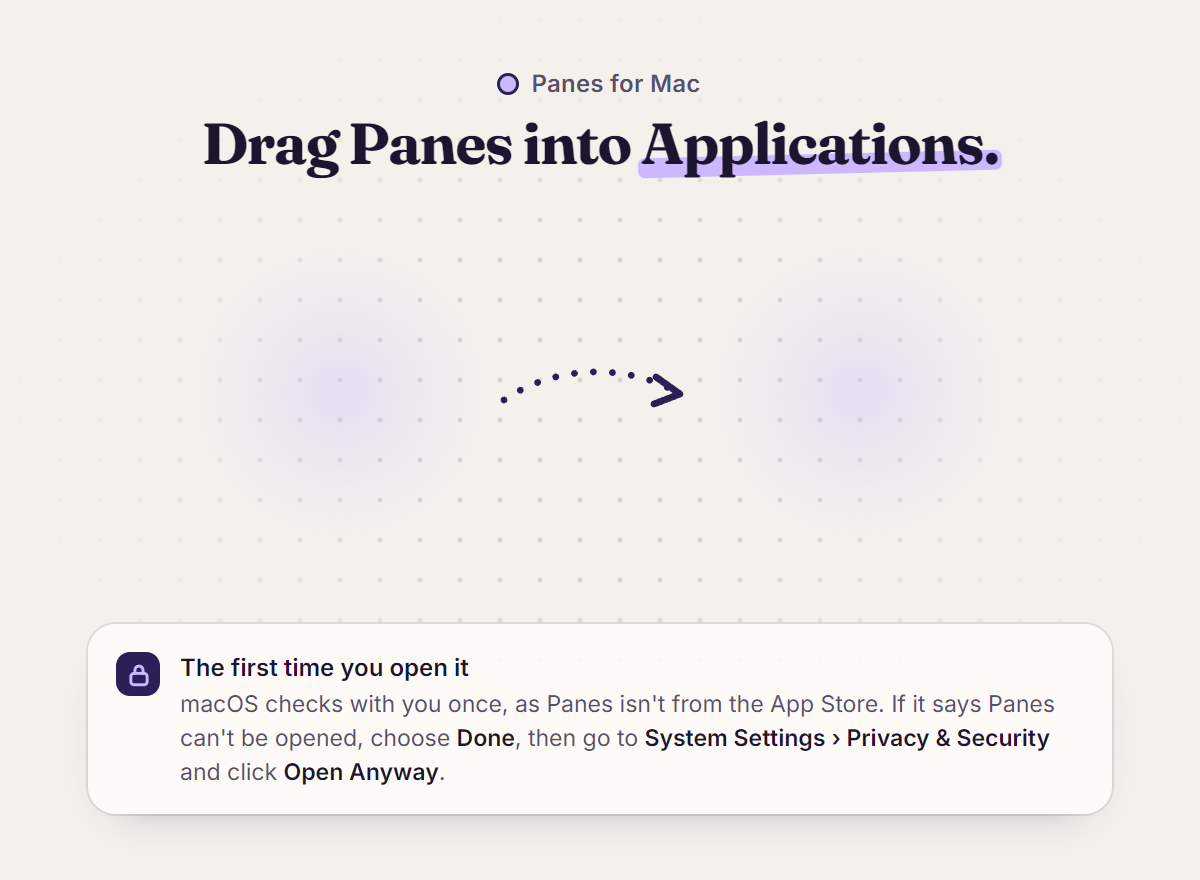 Panes for Mac
Drag Panes into Applications.
The first time you open it
macOS checks with you once, as Panes isn't from the App Store. If it says Panes
can't be opened, choose Done, then go to System Settings › Privacy & Security
and click Open Anyway.